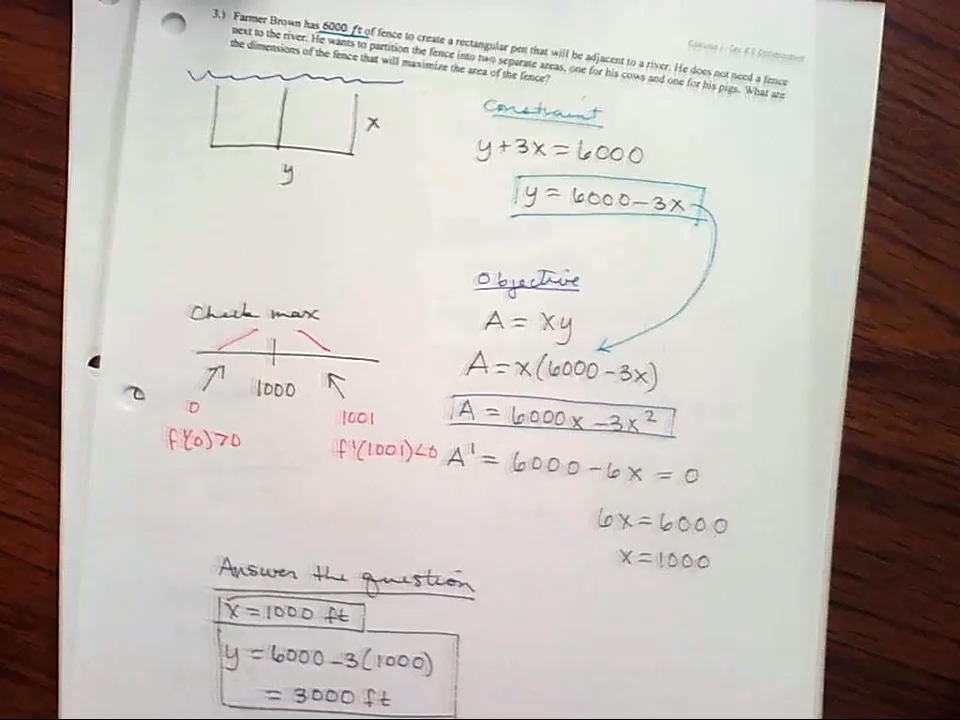 3.) Farmer Brown has 6000 ft of fence to create a rectangular pen that will be adjacent to a river. He does not need a fence
next to the river. He wants to partition the fence into two separate areas, one for his cows and one for his pigs. What are
the dimensions of the fence that will maximize the area of the fence?
x
y
Constraint
y+3x=6000
y = 6000-3x
Objective
A = xy
A = x(6000-3x)
A = 6000x -3x²
A' = 6000-6x = 0
6x=6000
x=1000
Check max
1000
0
f'(0)>0
1001
f'(1001)<0
Answer the question
x=1000 ft
y = 6000-3(1000)
= 3000 ft